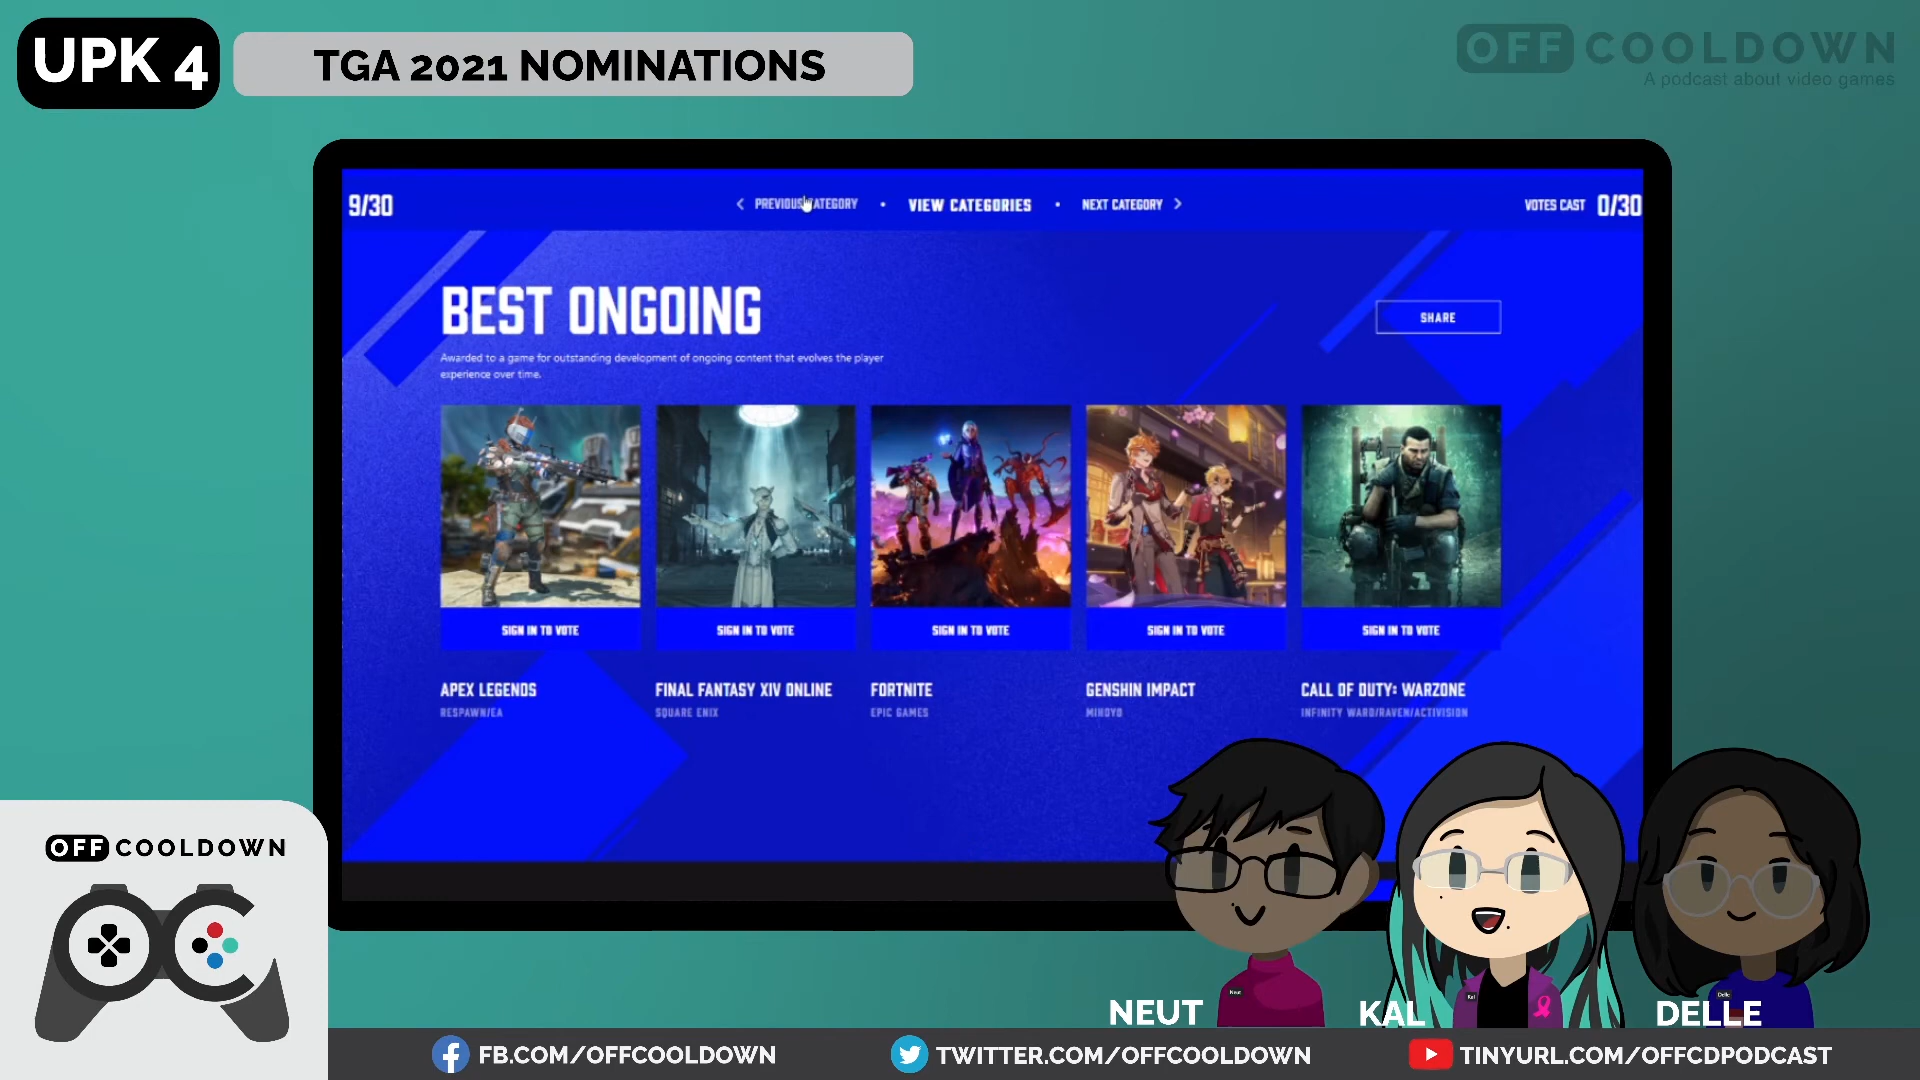 UPK 4
TGA 2021 NOMINATIONS
OFF COOLDOWN
A podcast about video games
9/30
PREVIOUS CATEGORY • VIEW CATEGORIES • NEXT CATEGORY
VOTES CAST 0/30
BEST ONGOING
SHARE
Awarded to a game for outstanding development of ongoing content that evolves the player
experience over time.
SIGN IN TO VOTE
SIGN IN TO VOTE
SIGN IN TO VOTE
SIGN IN TO VOTE
SIGN IN TO VOTE
APEX LEGENDS
RESPAWN/EA
FINAL FANTASY XIV ONLINE
SQUARE ENIX
FORTNITE
EPIC GAMES
GENSHIN IMPACT
MIHOYO
CALL OF DUTY: WARZONE
INFINITY WARD/RAVEN/ACTIVISION
OFF COOLDOWN
Neut
Kal
Delle
NEUT
KAL
DELLE
FB.COM/OFFCOOLDOWN
TWITTER.COM/OFFCOOLDOWN
TINYURL.COM/OFFCDPODCAST